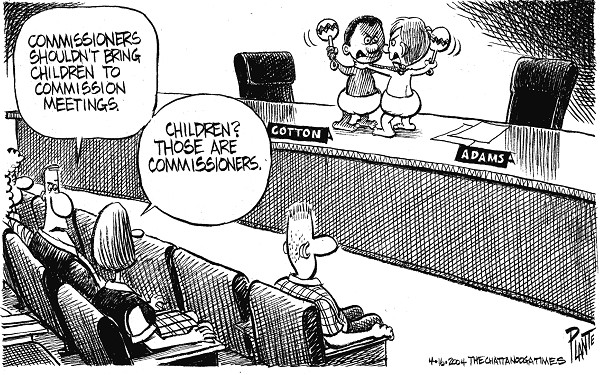 COMMISSIONERS
SHOULDN'T BRING
CHILDREN TO
COMMISSION
MEETINGS.
CHILDREN?
THOSE ARE
COMMISSIONERS.
COTTON
ADAMS
PLANTE
4•16•2004 THE CHATTANOOGA TIMES